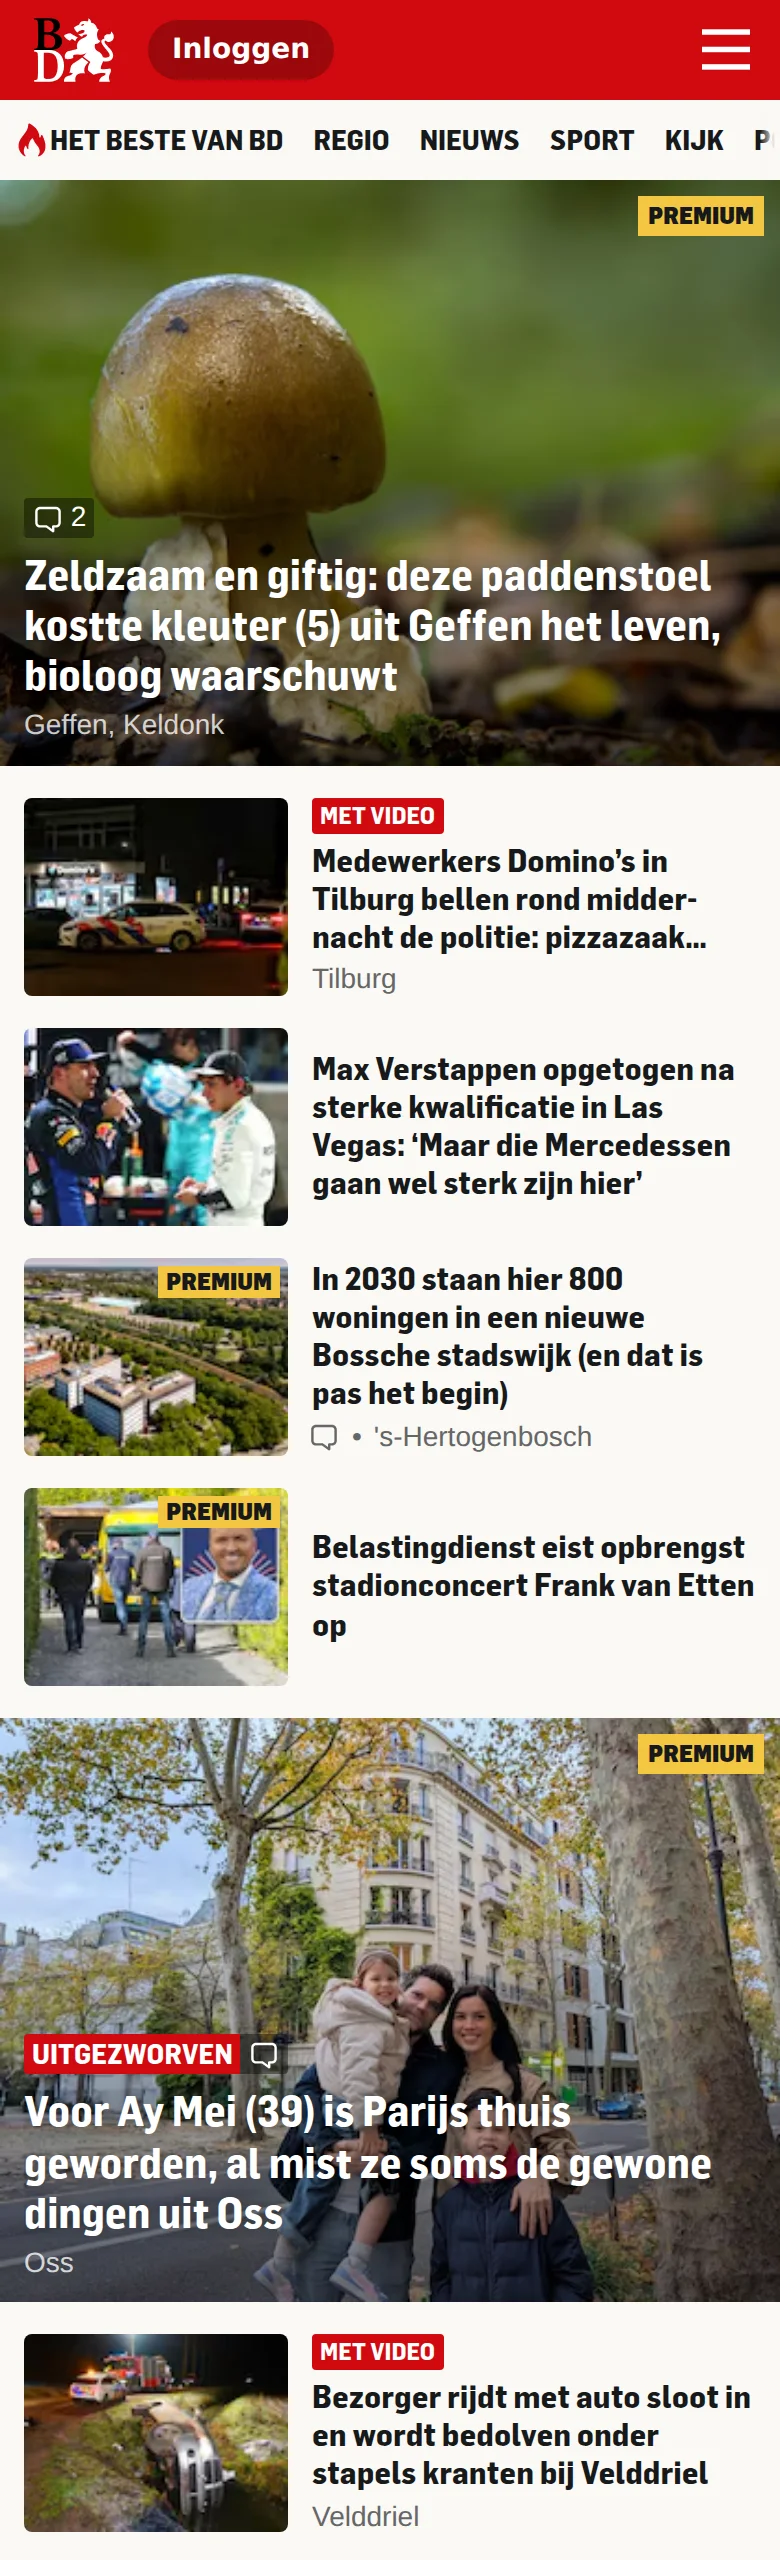 B
D
Inloggen
HET BESTE VAN BD REGIO NIEUWS SPORT KIJK
PREMIUM
2
Zeldzaam en giftig: deze paddenstoel
kostte kleuter (5) uit Geffen het leven,
bioloog waarschuwt
Geffen, Keldonk
MET VIDEO
Medewerkers Domino’s in
Tilburg bellen rond midder-
nacht de politie: pizzazaak...
Tilburg
Max Verstappen opgetogen na
sterke kwalificatie in Las
Vegas: ‘Maar die Mercedessen
gaan wel sterk zijn hier’
PREMIUM
In 2030 staan hier 800
woningen in een nieuwe
Bossche stadswijk (en dat is
pas het begin)
• 's-Hertogenbosch
PREMIUM
Belastingdienst eist opbrengst
stadionconcert Frank van Etten
op
PREMIUM
UITGEZWORVEN
Voor Ay Mei (39) is Parijs thuis
geworden, al mist ze soms de gewone
dingen uit Oss
Oss
MET VIDEO
Bezorger rijdt met auto sloot in
en wordt bedolven onder
stapels kranten bij Velddriel
Velddriel